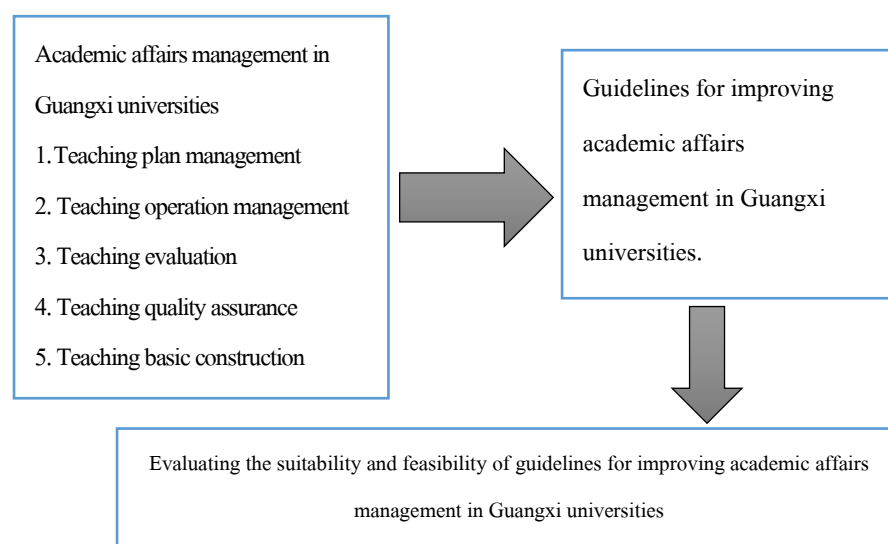 Academic affairs management in
Guangxi universities
1. Teaching plan management
2. Teaching operation management
3. Teaching evaluation
4. Teaching quality assurance
5. Teaching basic construction
Guidelines for improving
academic affairs
management in Guangxi
universities.
Evaluating the suitability and feasibility of guidelines for improving academic affairs
management in Guangxi universities